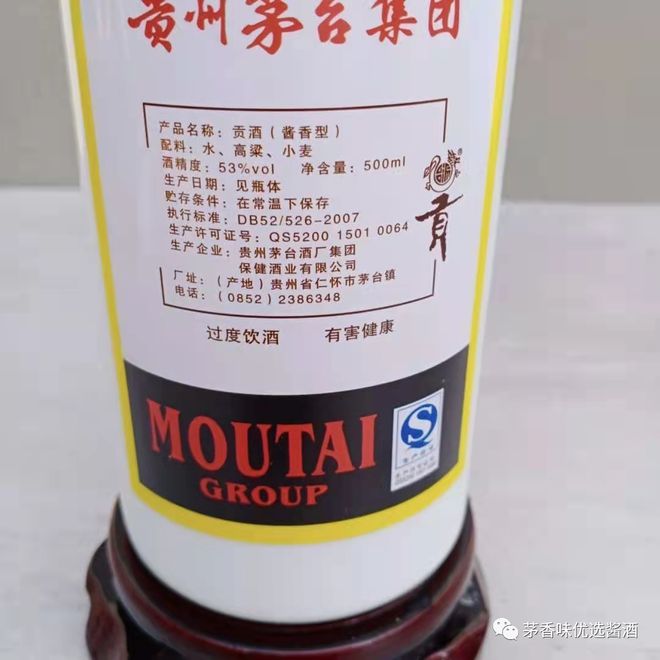 贵州茅台集团
产品名称：贡酒（酱香型）
配料：水、高粱、小麦
酒精度：53%vol 净含量：500ml
生产日期：见瓶体
贮存条件：在常温下保存
执行标准：DB52/526-2007
生产许可证号：QS5200 1501 0064
生产企业：贵州茅台酒厂集团
保健酒业有限公司
厂址：（产地）贵州省仁怀市茅台镇
电话：（0852）2386348
贡
®
过度饮酒 有害健康
MOUTAI
GROUP
生产许可
茅香味优选酱酒